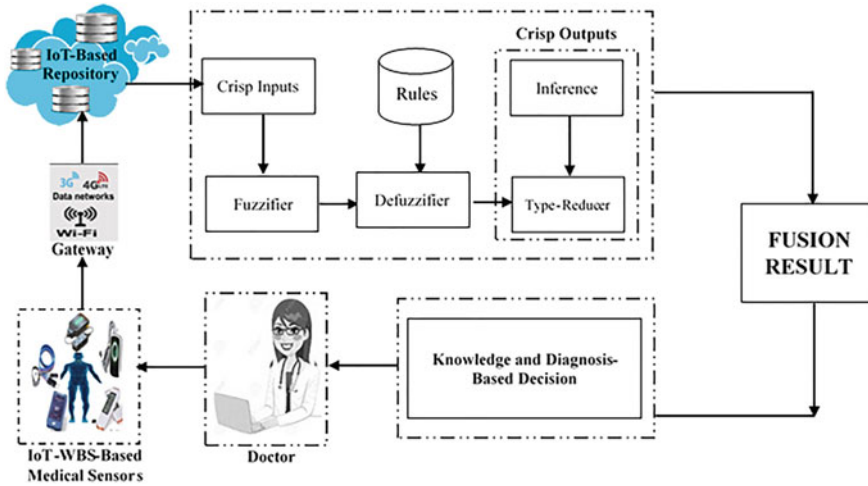 IoT-Based
Repository
Crisp Outputs
Crisp Inputs
Rules
Inference
Fuzzifier
Defuzzifier
Type-Reducer
3G 4G LTE
Data networks
Wi-Fi
Gateway
FUSION
RESULT
Knowledge and Diagnosis-
Based Decision
Doctor
IoT-WBS-Based
Medical Sensors